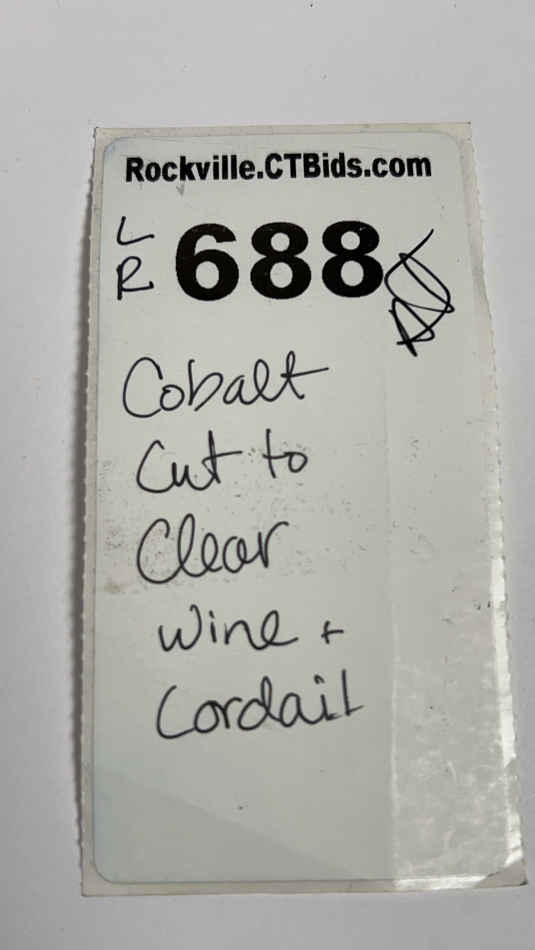 Rockville.CTBids.com
L
R 688
Cobalt
Cut to
Clear
Wine +
Cordail